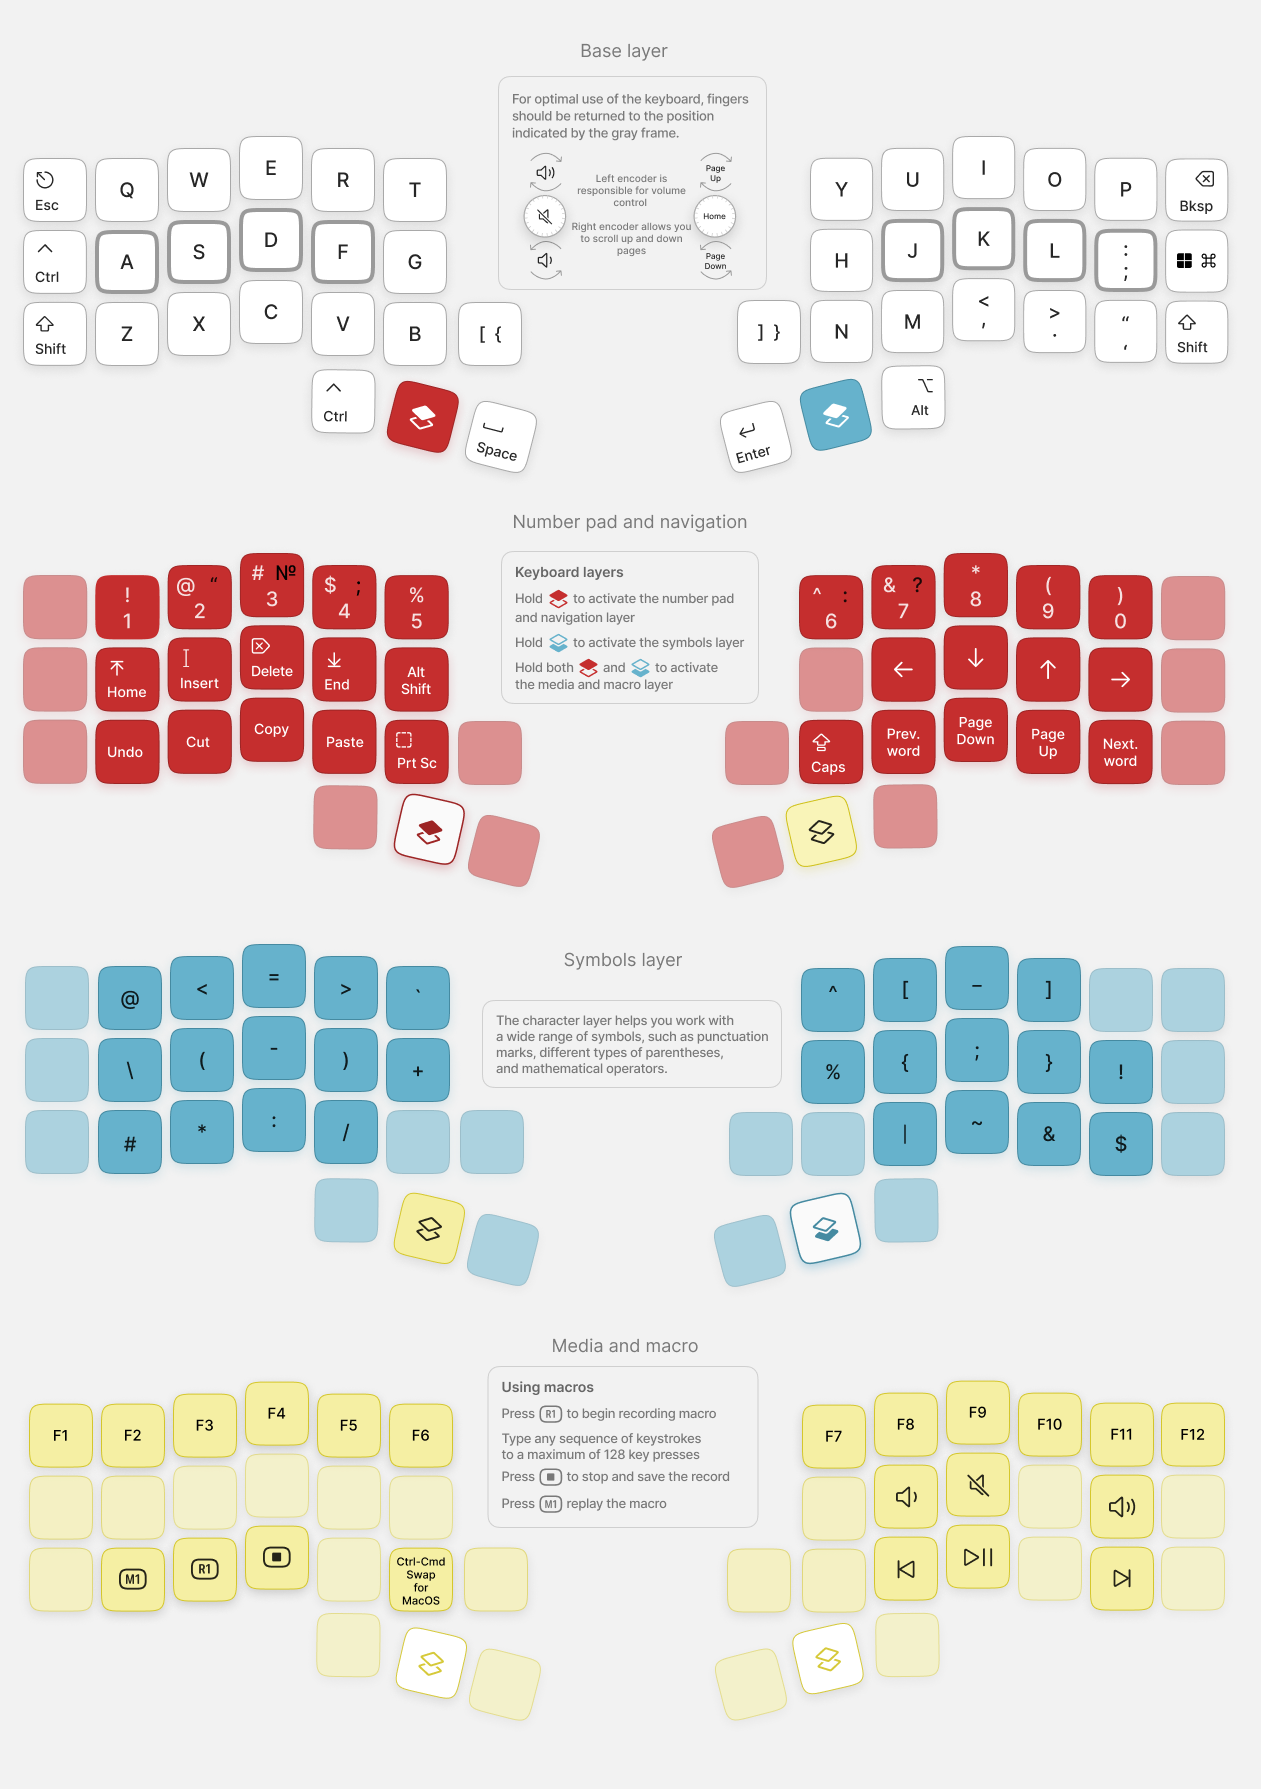 Base layer
For optimal use of the keyboard, fingers
should be returned to the position
indicated by the gray frame.
Left encoder is
responsible for volume
control
Right encoder allows you
to scroll up and down
pages
Page
Up
Home
Page
Down
Esc
Q
W
E
R
T
Y
U
I
O
P
Bksp
Ctrl
A
S
D
F
G
H
J
K
L
:
;
⌘
Shift
Z
X
C
V
B
[ {
] }
N
M
<
,
>
.
“
‘
Shift
Ctrl
Space
Enter
Alt
Number pad and navigation
Keyboard layers
Hold to activate the number pad
and navigation layer
Hold to activate the symbols layer
Hold both and to activate
the media and macro layer
!
1
@ “
2
# №
3
$ ;
4
%
5
^ :
6
& ?
7
*
8
(
9
)
0
Home
Insert
Delete
End
Alt
Shift
←
↓
↑
→
Undo
Cut
Copy
Paste
Prt Sc
Caps
Prev.
word
Page
Down
Page
Up
Next.
word
Symbols layer
The character layer helps you work with
a wide range of symbols, such as punctuation
marks, different types of parentheses,
and mathematical operators.
@
<
=
>
`
^
[
–
]
\
(
-
)
+
%
{
;
}
!
#
*
:
/
|
~
&
$
Media and macro
Using macros
Press R1 to begin recording macro
Type any sequence of keystrokes
to a maximum of 128 key presses
Press to stop and save the record
Press M1 replay the macro
F1
F2
F3
F4
F5
F6
F7
F8
F9
F10
F11
F12
M1
R1
Ctrl-Cmd
Swap
for
MacOS